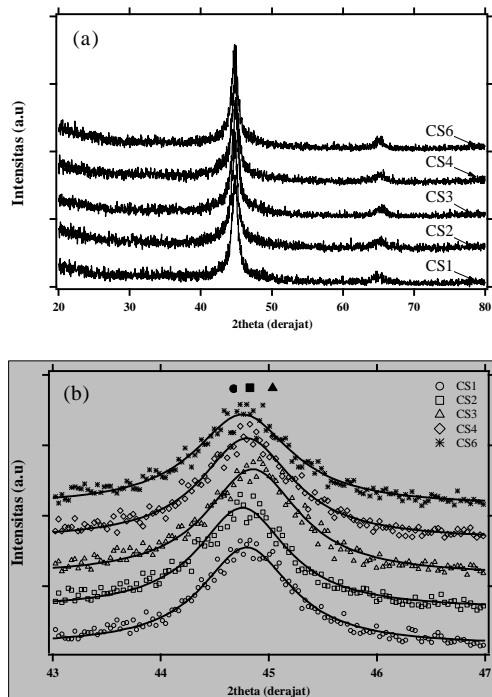 (a)
Intensitas (a.u)
CS6
CS4
CS3
CS2
CS1
20 30 40 50 60 70 80
2theta (derajat)
(b)
CS1
CS2
CS3
CS4
CS6
Intensitas (a.u)
43 44 45 46 47
2theta (derajat)